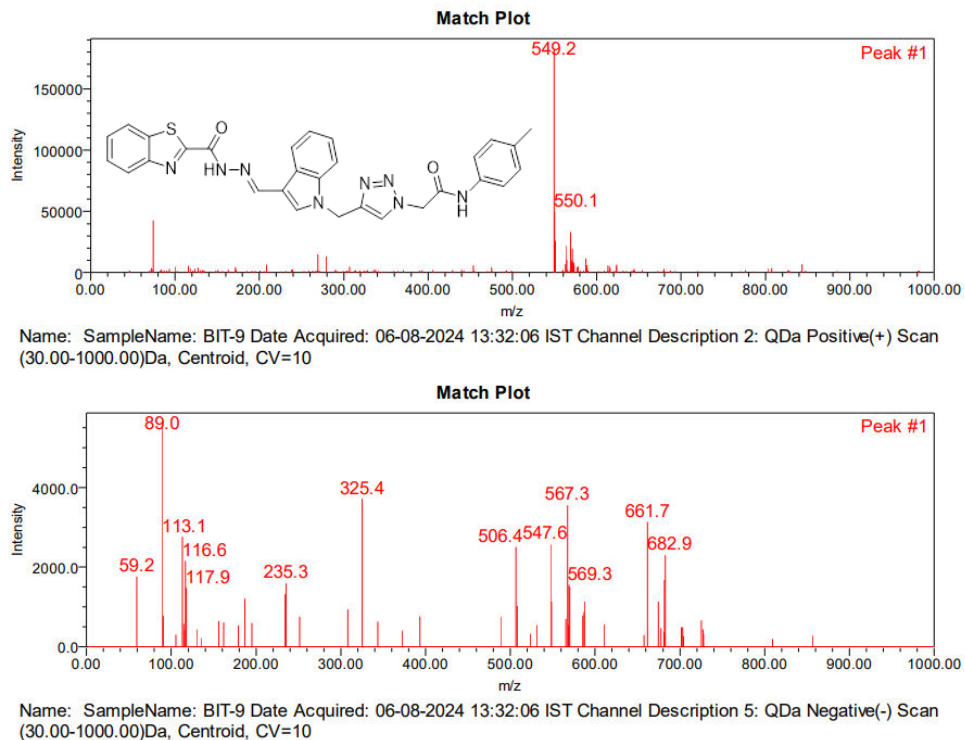 Match Plot
549.2
Peak #1
150000
Intensity
100000
50000
550.1
S
O
N
HN-N
N
N=N
N
N
O
N
H
0.00 100.00 200.00 300.00 400.00 500.00 600.00 700.00 800.00 900.00 1000.00
m/z
Name: SampleName: BIT-9 Date Acquired: 06-08-2024 13:32:06 IST Channel Description 2: QDa Positive(+) Scan
(30.00-1000.00)Da, Centroid, CV=10
Match Plot
89.0
Peak #1
4000.0
Intensity
325.4
567.3
661.7
113.1
506.4
547.6
682.9
116.6
59.2
2000.0
117.9
235.3
569.3
0.0
0.00 100.00 200.00 300.00 400.00 500.00 600.00 700.00 800.00 900.00 1000.00
m/z
Name: SampleName: BIT-9 Date Acquired: 06-08-2024 13:32:06 IST Channel Description 5: QDa Negative(-) Scan
(30.00-1000.00)Da, Centroid, CV=10